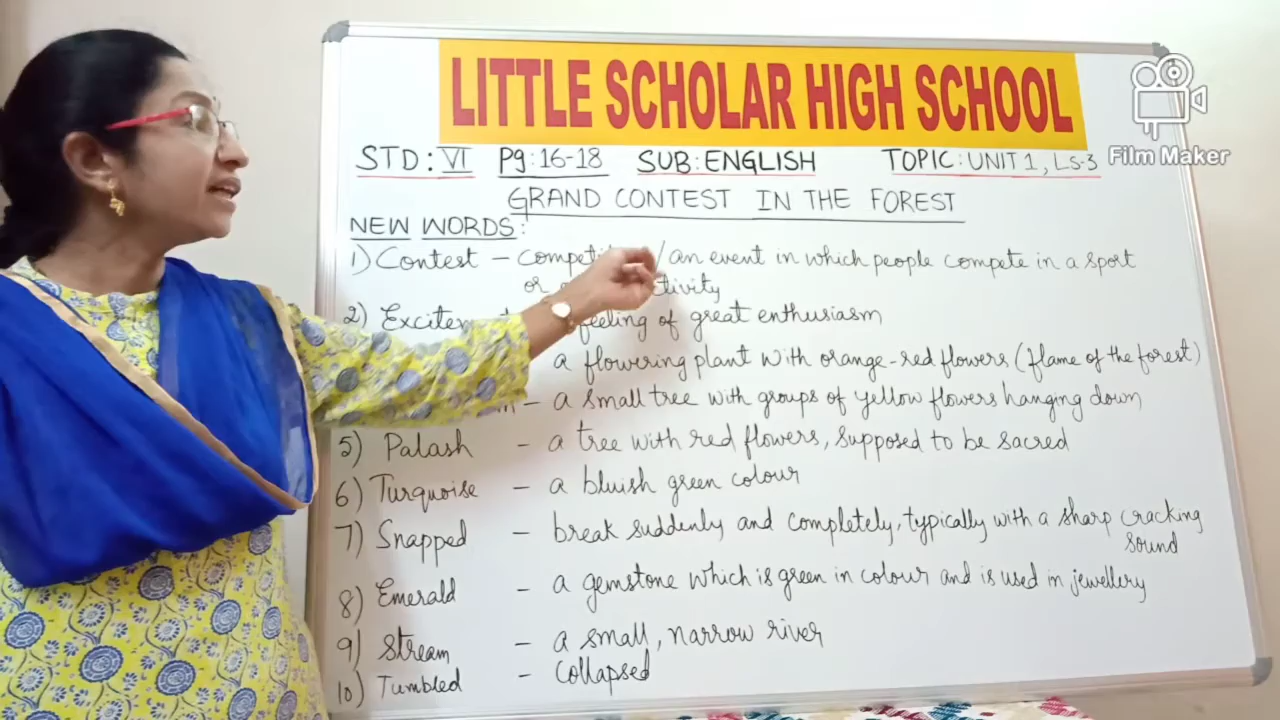 LITTLE SCHOLAR HIGH SCHOOL
Film Maker
STD: VI Pg: 16-18 SUB: ENGLISH TOPIC: UNIT 1, LS-3
GRAND CONTEST IN THE FOREST
NEW WORDS:
1) Contest - / an event in which people compete in a sport
or
2) feeling of great enthusiasm
a flowering plant with orange-red flowers (flame of the forest)
- a small tree with groups of yellow flowers hanging down
5) Palash - a tree with red flowers, supposed to be sacred
6) Turquoise - a bluish green colour
7) Snapped - break suddenly and completely, typically with a sharp cracking
sound
8) Emerald - a gemstone which is green in colour and is used in jewellery
9) Stream - a small, narrow river
10) Tumbled - collapsed